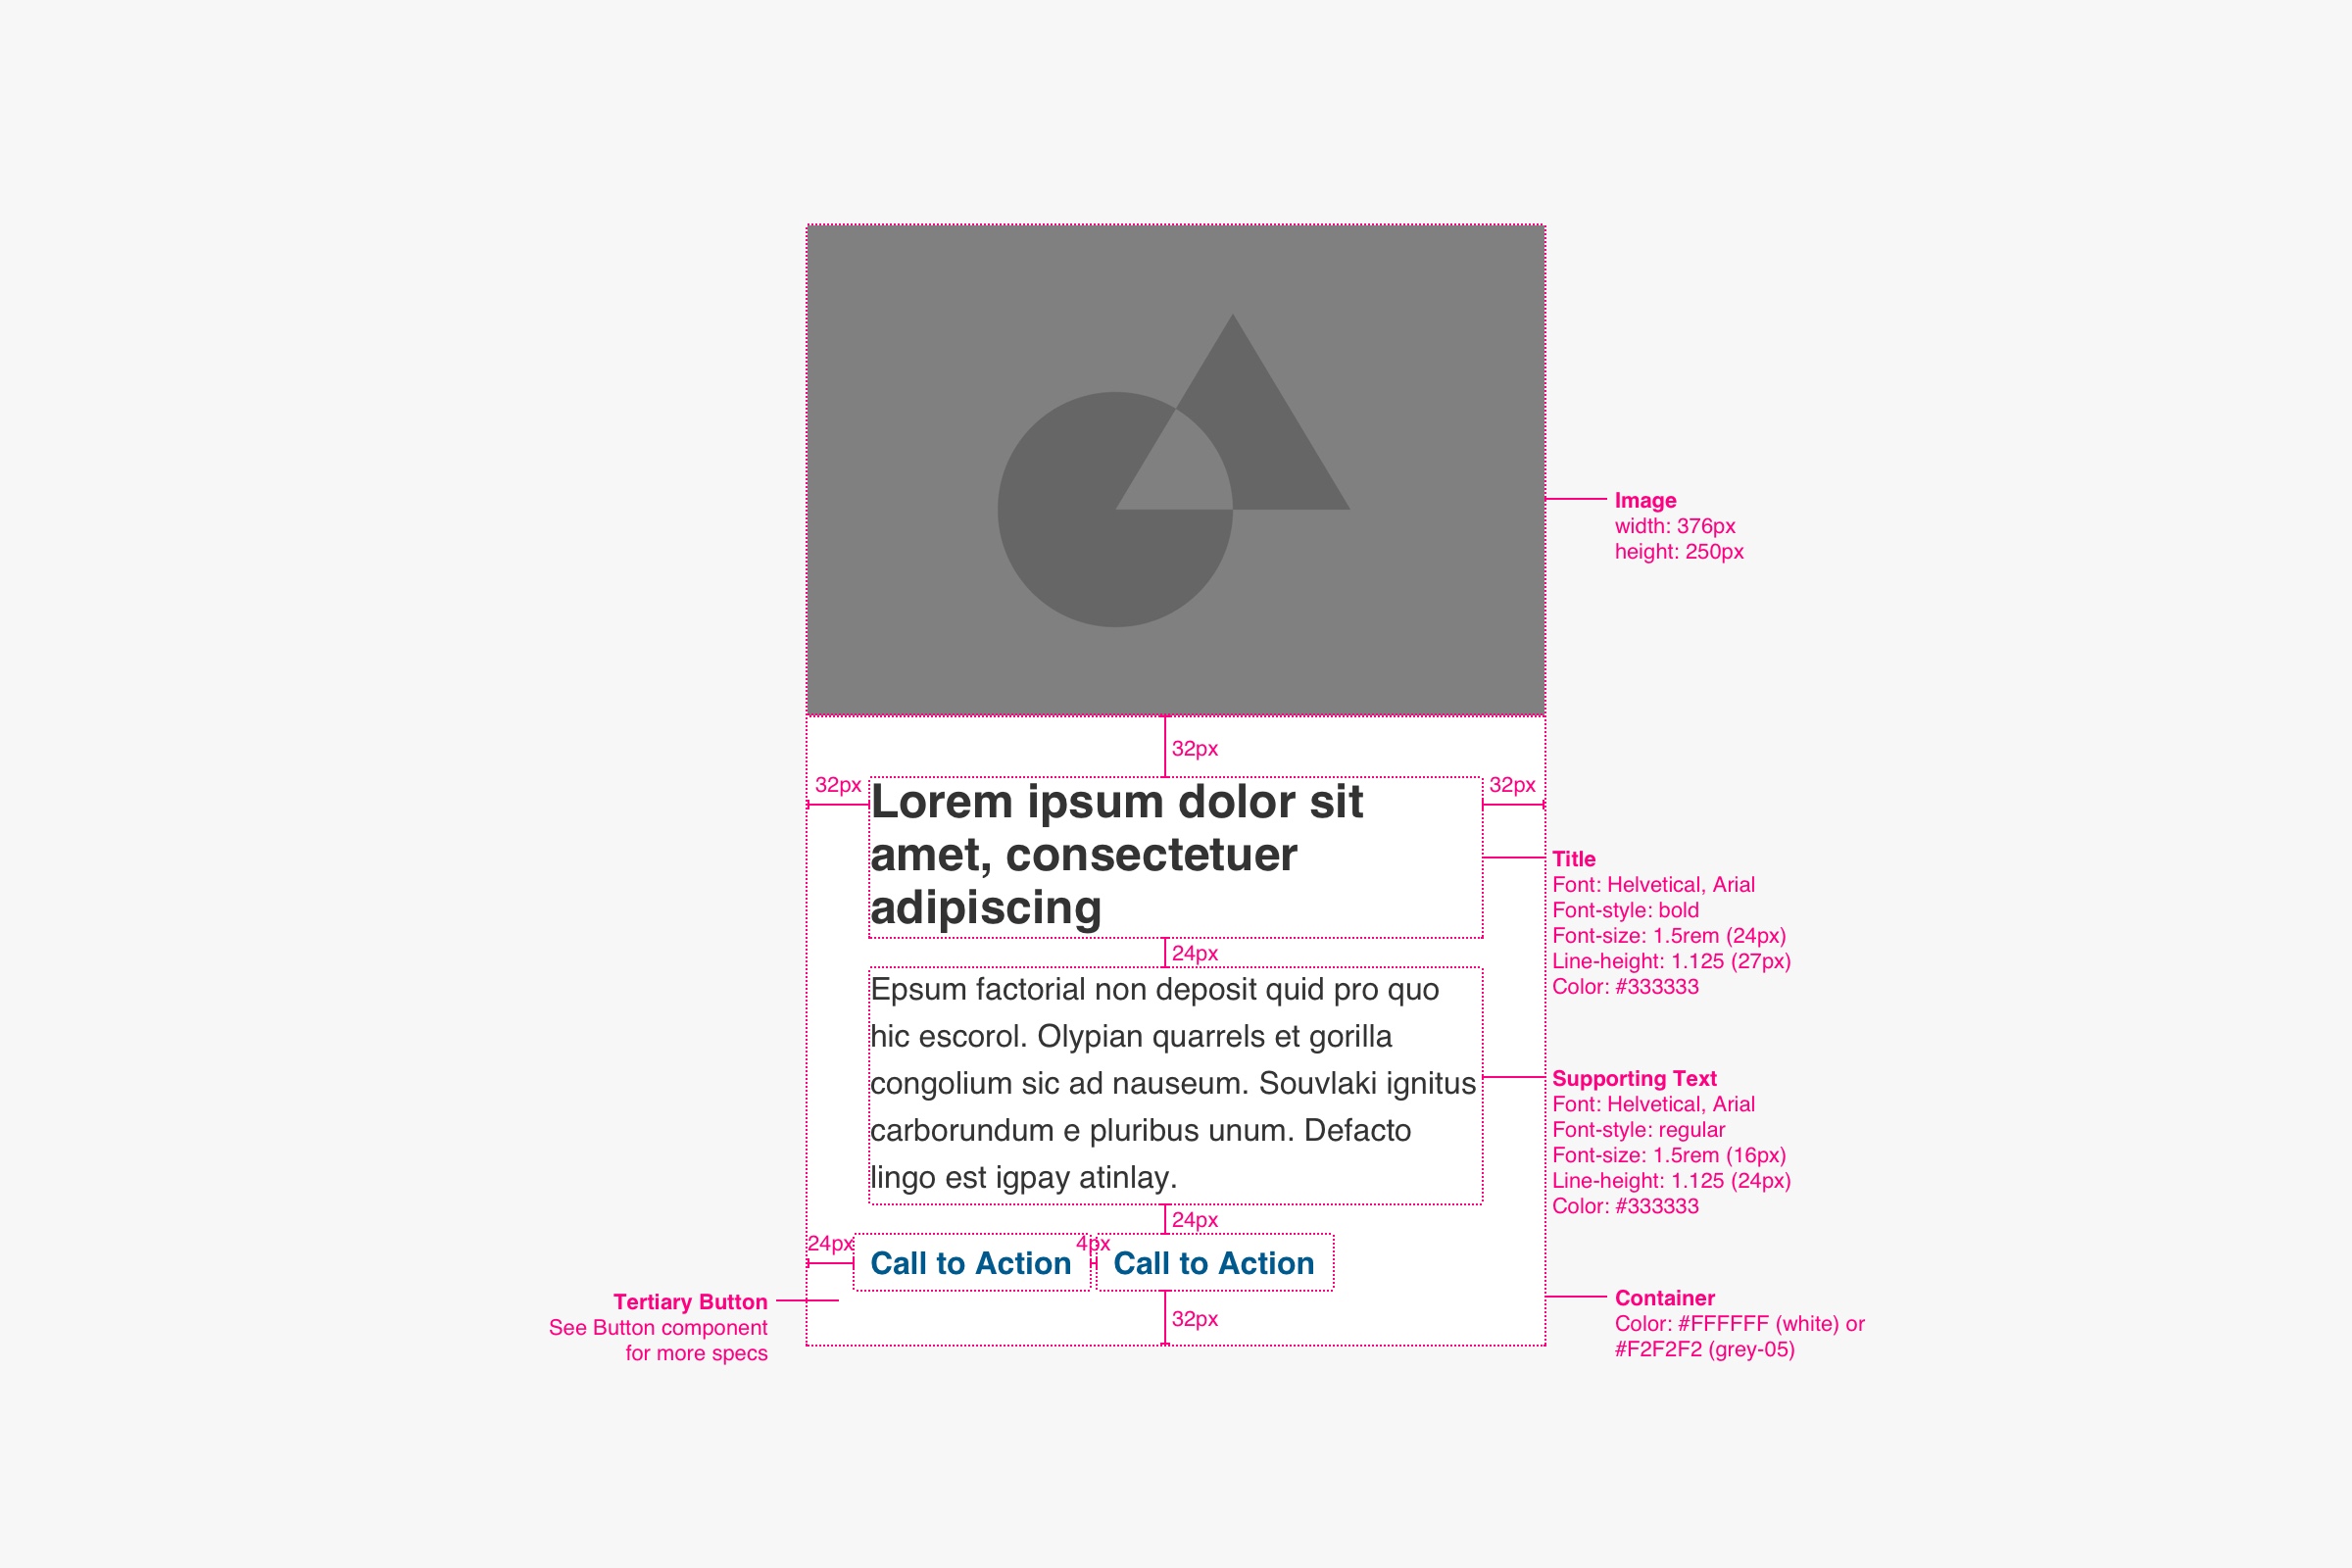 Image
width: 376px
height: 250px
32px
32px
32px
Lorem ipsum dolor sit
amet, consectetuer
adipiscing
Title
Font: Helvetical, Arial
Font-style: bold
Font-size: 1.5rem (24px)
Line-height: 1.125 (27px)
Color: #333333
24px
Epsum factorial non deposit quid pro quo
hic escorol. Olypian quarrels et gorilla
congolium sic ad nauseum. Souvlaki ignitus
carborundum e pluribus unum. Defacto
lingo est igpay atinlay.
Supporting Text
Font: Helvetical, Arial
Font-style: regular
Font-size: 1.5rem (16px)
Line-height: 1.125 (24px)
Color: #333333
24px
24px
4px
Call to Action
Call to Action
Tertiary Button
See Button component
for more specs
32px
Container
Color: #FFFFFF (white) or
#F2F2F2 (grey-05)